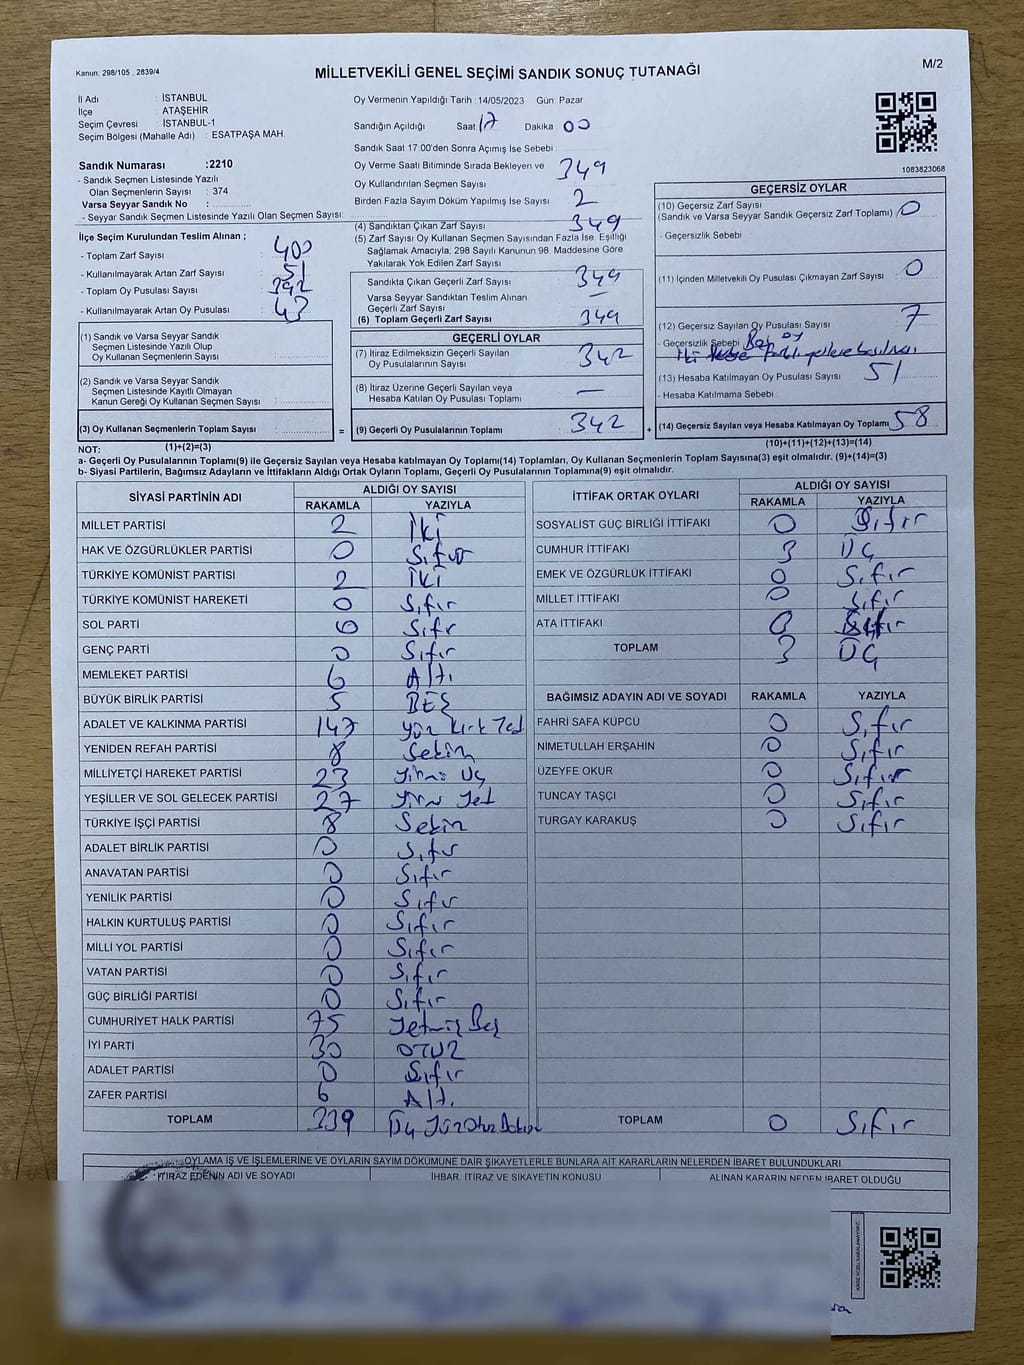 Kanun; 298/105 , 2839/4
MİLLETVEKİLİ GENEL SEÇİMİ SANDIK SONUÇ TUTANAĞI
M/2
İl Adı : İSTANBUL
İlçe : ATAŞEHİR
Seçim Çevresi : İSTANBUL-1
Seçim Bölgesi (Mahalle Adı) : ESATPAŞA MAH.
Sandık Numarası :2210
- Sandık Seçmen Listesinde Yazılı
Olan Seçmenlerin Sayısı : 374
Varsa Seyyar Sandık No :
- Seyyar Sandık Seçmen Listesinde Yazılı Olan Seçmen Sayısı:
İlçe Seçim Kurulundan Teslim Alınan ;
- Toplam Zarf Sayısı : 400
- Kullanılmayarak Artan Zarf Sayısı : 51
- Toplam Oy Pusulası Sayısı : 392
- Kullanılmayarak Artan Oy Pusulası : 43
(1) Sandık ve Varsa Seyyar Sandık
Seçmen Listesinde Yazılı Olup
Oy Kullanan Seçmenlerin Sayısı :
(2) Sandık ve Varsa Seyyar Sandık
Seçmen Listesinde Kayıtlı Olmayan
Kanun Gereği Oy Kullanan Seçmen Sayısı :
(3) Oy Kullanan Seçmenlerin Toplam Sayısı :
Oy Vermenin Yapıldığı Tarih : 14/05/2023 Gün: Pazar
Sandığın Açıldığı Saat: 17 Dakika : 00
Sandık Saat 17:00'den Sonra Açımış İse Sebebi :
Oy Verme Saati Bitiminde Sırada Bekleyen ve
Oy Kullandırılan Seçmen Sayısı : 349
Birden Fazla Sayım Döküm Yapılmış İse Sayısı : 2
(4) Sandıktan Çıkan Zarf Sayısı : 349
(5) Zarf Sayısı Oy Kullanan Seçmen Sayısından Fazla İse, Eşitliği
Sağlamak Amacıyla, 298 Sayılı Kanunun 98. Maddesine Göre
Yakılarak Yok Edilen Zarf Sayısı :
Sandıkta Çıkan Geçerli Zarf Sayısı : 349
Varsa Seyyar Sandıktan Teslim Alınan
Geçerli Zarf Sayısı : —
(6) Toplam Geçerli Zarf Sayısı : 349
GEÇERLİ OYLAR
(7) İtiraz Edilmeksizin Geçerli Sayılan
Oy Pusulalarının Sayısı : 342
(8) İtiraz Üzerine Geçerli Sayılan veya
Hesaba Katılan Oy Pusulası Toplamı : —
= (9) Geçerli Oy Pusulalarının Toplamı : 342
1083823068
GEÇERSİZ OYLAR
(10) Geçersiz Zarf Sayısı
(Sandık ve Varsa Seyyar Sandık Geçersiz Zarf Toplamı) : 0
- Geçersizlik Sebebi :
(11) İçinden Milletvekili Oy Pusulası Çıkmayan Zarf Sayısı : 0
(12) Geçersiz Sayılan Oy Pusulası Sayısı : 7
- Geçersizlik Sebebi : Boş oy
İki
(13) Hesaba Katılmayan Oy Pusulası Sayısı : 51
- Hesaba Katılmama Sebebi :
+ (14) Geçersiz Sayılan veya Hesaba Katılmayan Oy Toplamı : 58
NOT: (1)+(2)=(3)
(10)+(11)+(12)+(13)=(14)
a- Geçerli Oy Pusulalarının Toplamı(9) ile Geçersiz Sayılan veya Hesaba katılmayan Oy Toplamı(14) Toplamları, Oy Kullanan Seçmenlerin Toplam Sayısına(3) eşit olmalıdır. (9)+(14)=(3)
b- Siyasi Partilerin, Bağımsız Adayların ve İttifakların Aldığı Ortak Oyların Toplamı, Geçerli Oy Pusulalarının Toplamına(9) eşit olmalıdır.
SİYASİ PARTİNİN ADI ALDIĞI OY SAYISI
RAKAMLA YAZIYLA
MİLLET PARTİSİ 2 İKİ
HAK VE ÖZGÜRLÜKLER PARTİSİ 0 Sıfır
TÜRKİYE KOMÜNİST PARTİSİ 2 İKİ
TÜRKİYE KOMÜNİST HAREKETİ 0 Sıfır
SOL PARTİ 0 Sıfr
GENÇ PARTİ 0 Sıfır
MEMLEKET PARTİSİ 6 Altı
BÜYÜK BİRLİK PARTİSİ 5 BEŞ
ADALET VE KALKINMA PARTİSİ 147 Yüz Kırk Yed
YENİDEN REFAH PARTİSİ 8 Sekiz
MİLLİYETÇİ HAREKET PARTİSİ 23 Yirmi Üç
YEŞİLLER VE SOL GELECEK PARTİSİ 27 Yirmi Yedi
TÜRKİYE İŞÇİ PARTİSİ 8 Sekiz
ADALET BİRLİK PARTİSİ 0 Sıfır
ANAVATAN PARTİSİ 0 Sıfır
YENİLİK PARTİSİ 0 Sıfır
HALKIN KURTULUŞ PARTİSİ 0 Sıfır
MİLLİ YOL PARTİSİ 0 Sıfır
VATAN PARTİSİ 0 Sıfır
GÜÇ BİRLİĞİ PARTİSİ 0 Sıfır
CUMHURİYET HALK PARTİSİ 75 Yetmiş Beş
İYİ PARTİ 30 OTUZ
ADALET PARTİSİ 0 Sıfır
ZAFER PARTİSİ 6 Altı
TOPLAM 339 Üç Yüz Otuz Dokuz
İTTİFAK ORTAK OYLARI ALDIĞI OY SAYISI
RAKAMLA YAZIYLA
SOSYALIST GUÇ BİRLİĞİ İTTİFAKI 0 Sıfır
CUMHUR İTTİFAKI 3 ÜÇ
EMEK VE ÖZGÜRLÜK İTTİFAKI 0 Sıfır
MİLLET İTTİFAKI 0 Sıfır
ATA İTTİFAKI 0 Sıfır
TOPLAM 3 ÜÇ
BAĞIMSIZ ADAYIN ADI VE SOYADI RAKAMLA YAZIYLA
FAHRİ SAFA KÜPCÜ 0 Sıfır
NİMETULLAH ERŞAHIN 0 Sıfır
ÜZEYFE OKUR 0 Sıfır
TUNCAY TAŞÇI 0 Sıfır
TURGAY KARAKUŞ 0 Sıfır
TOPLAM 0 Sıfır
OYLAMA İŞ VE İŞLEMLERİNE VE OYLARIN SAYIM DÖKÜMÜNE DAİR ŞİKAYETLERLE BUNLARA AİT KARARLARIN NELERDEN İBARET BULUNDUKLARI
İTİRAZ EDENİN ADI VE SOYADI İHBAR, İTİRAZ VE ŞİKAYETİN KONUSU ALINAN KARARIN NEDEN İBARET OLDUĞU